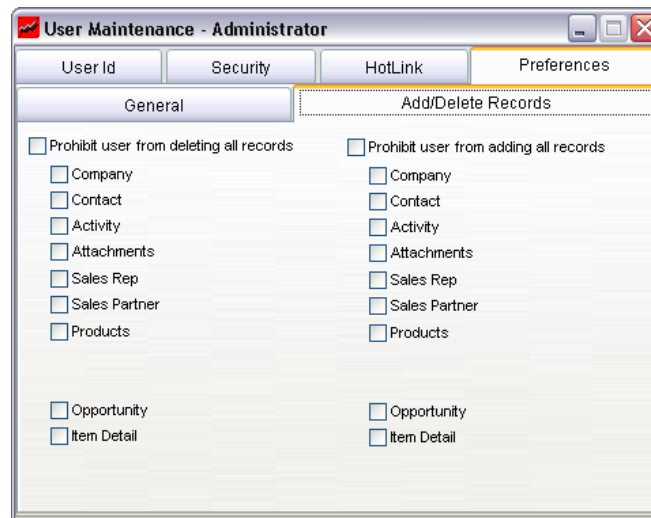 User Maintenance - Administrator
User Id
Security
HotLink
Preferences
General
Add/Delete Records
Prohibit user from deleting all records
Company
Contact
Activity
Attachments
Sales Rep
Sales Partner
Products
Opportunity
Item Detail
Prohibit user from adding all records
Company
Contact
Activity
Attachments
Sales Rep
Sales Partner
Products
Opportunity
Item Detail